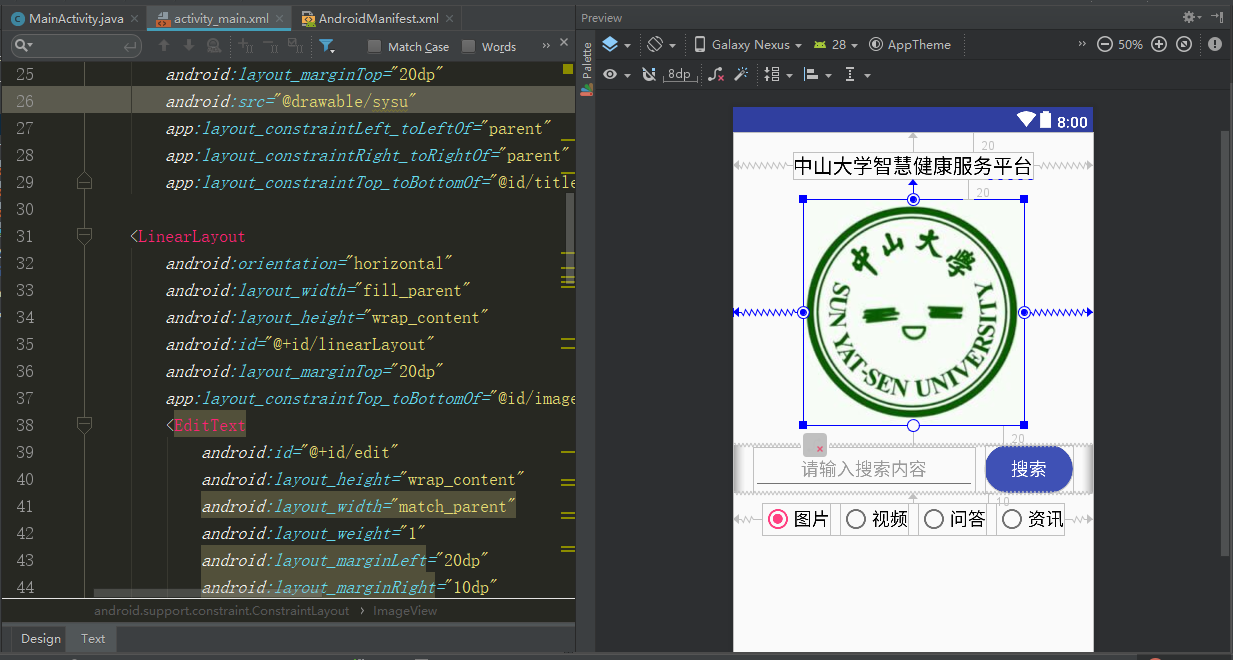 MainActivity.java
activity_main.xml
AndroidManifest.xml
Match Case
Words
25 android:layout_marginTop="20dp"
26 android:src="@drawable/sysu"
27 app:layout_constraintLeft_toLeftOf="parent"
28 app:layout_constraintRight_toRightOf="parent"
29 app:layout_constraintTop_toBottomOf="@id/title
30
31 <LinearLayout
32 android:orientation="horizontal"
33 android:layout_width="fill_parent"
34 android:layout_height="wrap_content"
35 android:id="@+id/linearLayout"
36 android:layout_marginTop="20dp"
37 app:layout_constraintTop_toBottomOf="@id/image
38 <EditText
39 android:id="@+id/edit"
40 android:layout_height="wrap_content"
41 android:layout_width="match_parent"
42 android:layout_weight="1"
43 android:layout_marginLeft="20dp"
44 android:layout_marginRight="10dp"
android.support.constraint.ConstraintLayout › ImageView
Design
Text
Preview
Palette
Galaxy Nexus
28
AppTheme
50%
8dp
8:00
20
中山大学智慧健康服务平台
20
中山大學
SUN YAT-SEN UNIVERSITY
20
请输入搜索内容
搜索
10
图片
视频
问答
资讯